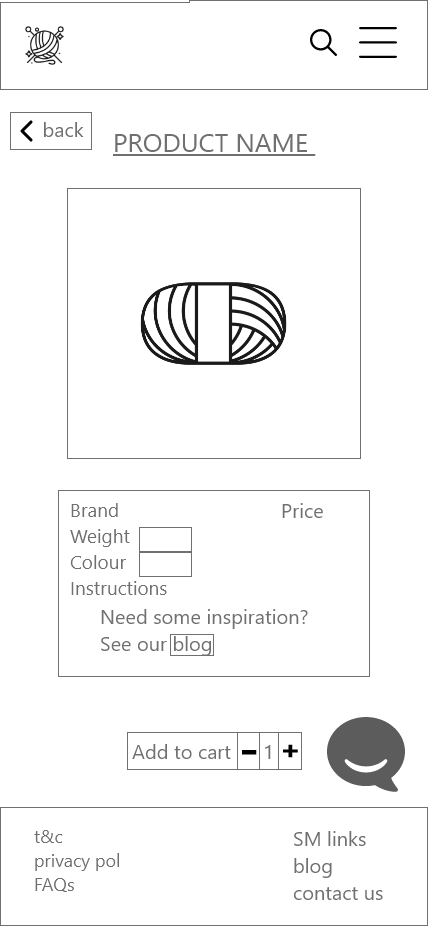 back
PRODUCT NAME
Brand Price
Weight
Colour
Instructions
Need some inspiration?
See our blog
Add to cart - 1 +
t&c
privacy pol
FAQs
SM links
blog
contact us